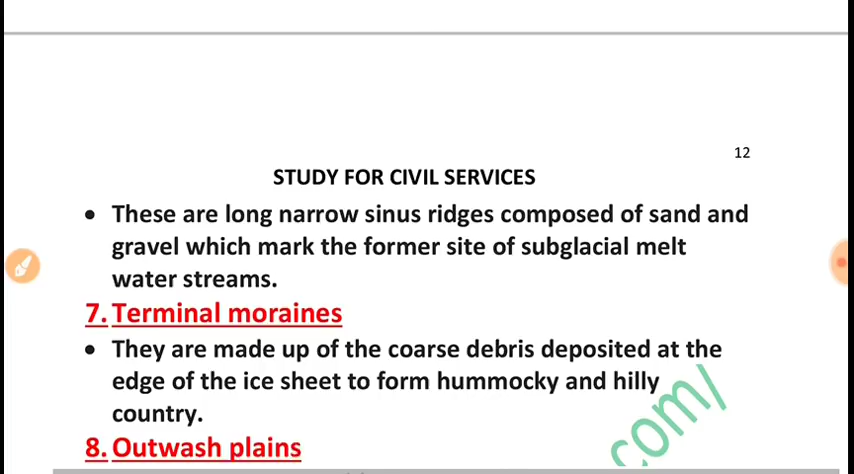 12
STUDY FOR CIVIL SERVICES
• These are long narrow sinus ridges composed of sand and
gravel which mark the former site of subglacial melt
water streams.
7. Terminal moraines
• They are made up of the coarse debris deposited at the
edge of the ice sheet to form hummocky and hilly
country.
8. Outwash plains
com/